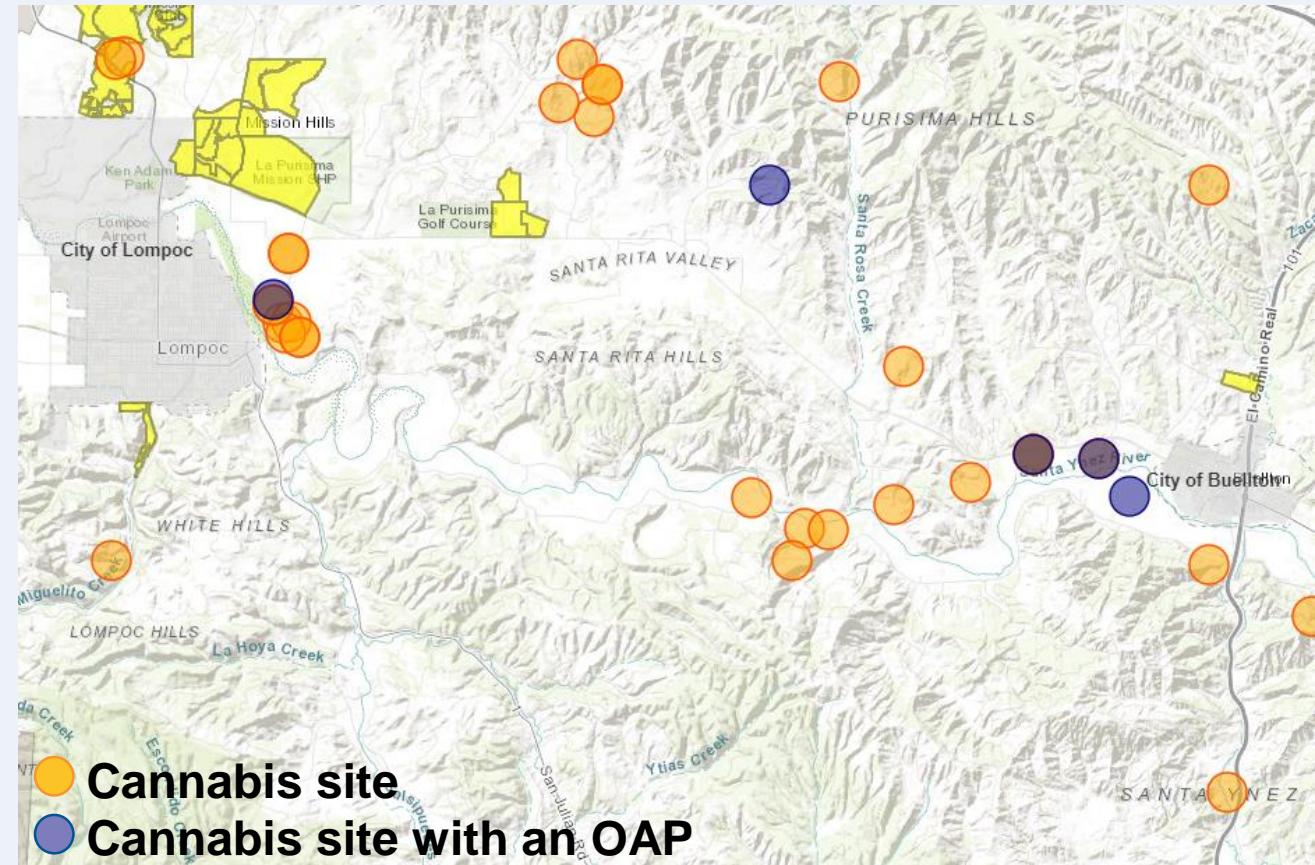 Mission Hills
PURISIMA HILLS
Ken Adam
Park
La Purisima
Mission SHP
La Purisima
Golf Course
Santa Rosa Creek
Lompoc
Airport
City of Lompoc
SANTA RITA VALLEY
101
Lompoc
SANTA RITA HILLS
El Camino Real
Santa Ynez River
City of Buellton
WHITE HILLS
Miguelito Creek
LOMPOC HILLS
La Hoya Creek
1
Ytias Creek
Escondido Creek
San Julian Rd
SANTA YNEZ
Cannabis site
Cannabis site with an OAP